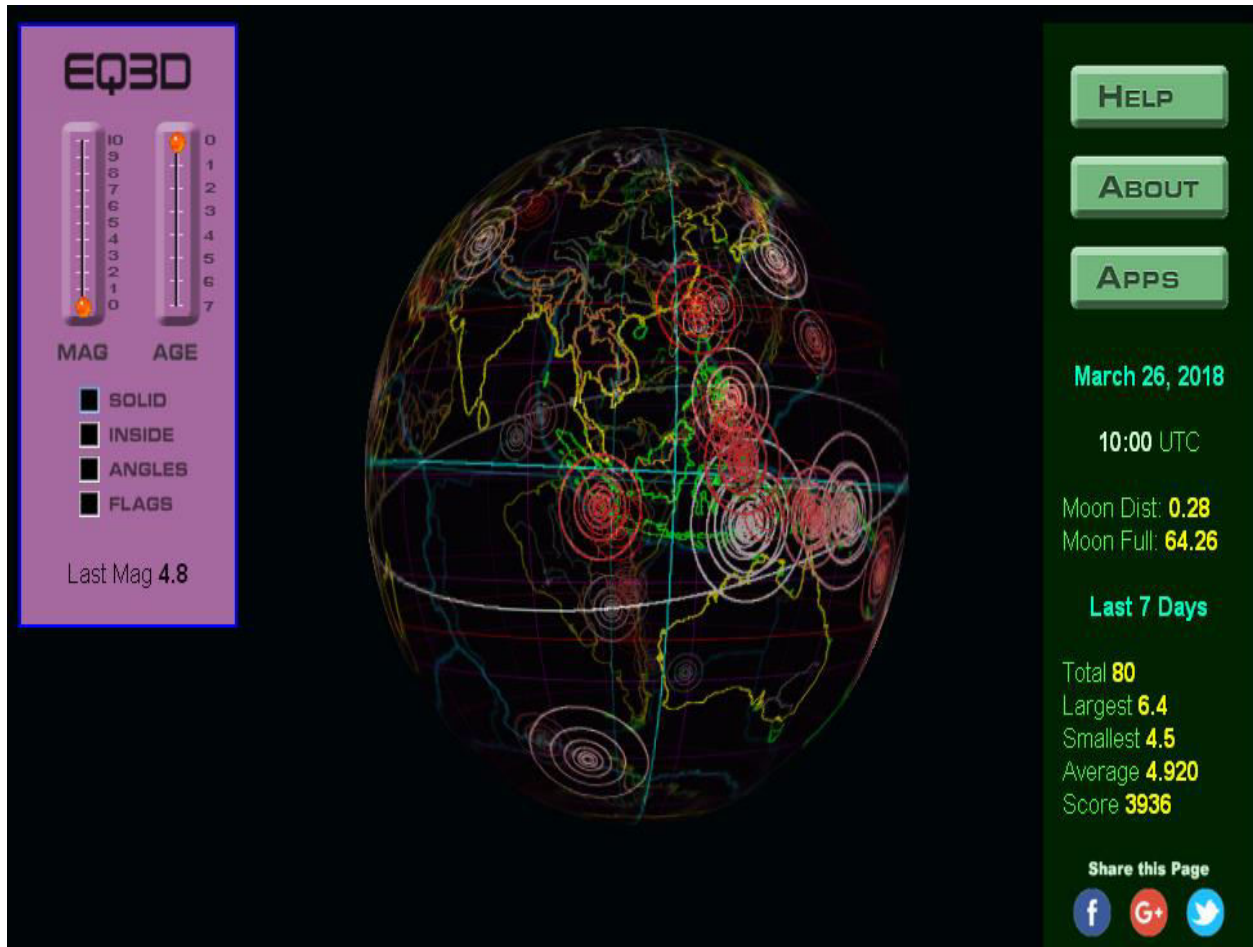 EQ3D
10
9
8
7
6
5
4
3
2
1
0
0
1
2
3
4
5
6
7
MAG AGE
SOLID
INSIDE
ANGLES
FLAGS
Last Mag 4.8
HELP
ABOUT
APPS
March 26, 2018
10:00 UTC
Moon Dist: 0.28
Moon Full: 64.26
Last 7 Days
Total 80
Largest 6.4
Smallest 4.5
Average 4.920
Score 3936
Share this Page
f G+